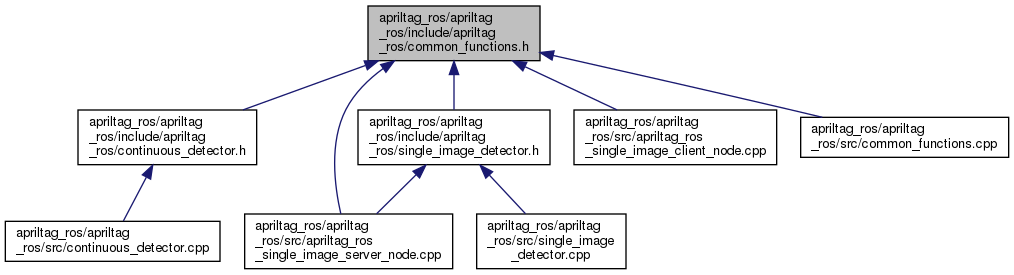 apriltag_ros/apriltag
_ros/include/apriltag
_ros/common_functions.h
apriltag_ros/apriltag
_ros/include/apriltag
_ros/continuous_detector.h
apriltag_ros/apriltag
_ros/include/apriltag
_ros/single_image_detector.h
apriltag_ros/apriltag
_ros/src/apriltag_ros
_single_image_client_node.cpp
apriltag_ros/apriltag
_ros/src/common_functions.cpp
apriltag_ros/apriltag
_ros/src/continuous_detector.cpp
apriltag_ros/apriltag
_ros/src/apriltag_ros
_single_image_server_node.cpp
apriltag_ros/apriltag
_ros/src/single_image
_detector.cpp